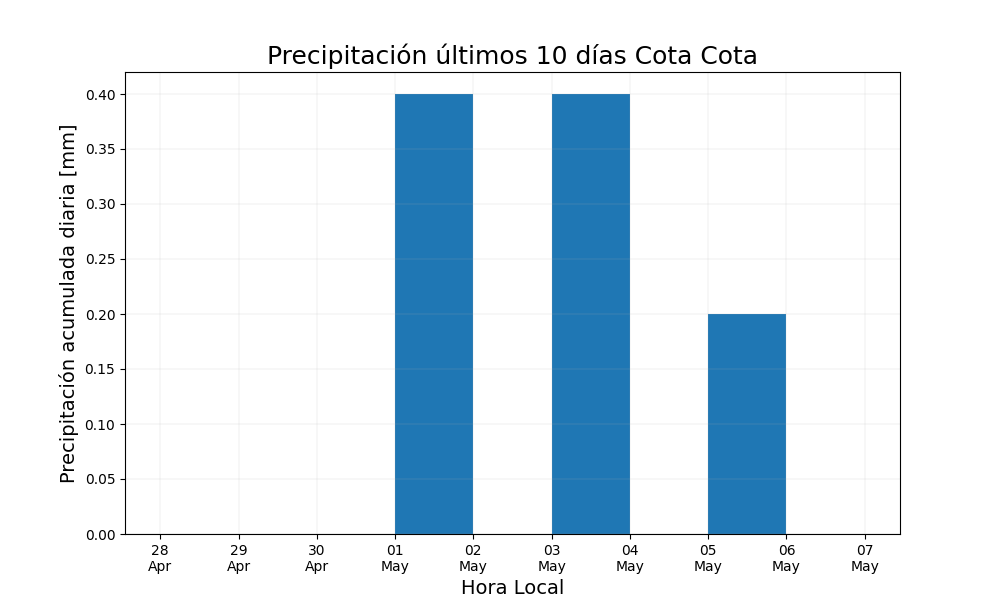 Precipitación últimos 10 días Cota Cota
Precipitación acumulada diaria [mm]
0.40
0.35
0.30
0.25
0.20
0.15
0.10
0.05
0.00
28 29 30 01 02 03 04 05 06 07
Apr Apr Apr May May May May May May May
Hora Local